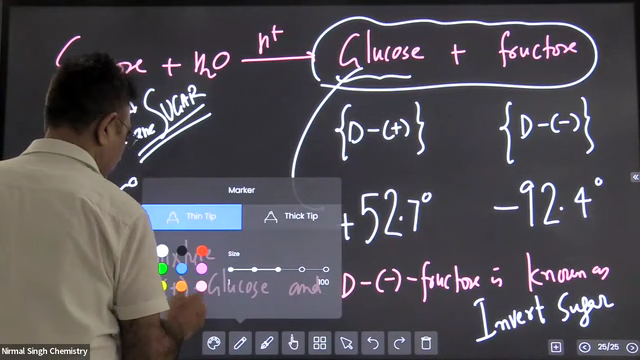 + H2O H+ Glucose + fructose
SUGAR
{D-(+)} {D-(-)}
+52.7° -92.4°
Marker
Thin Tip Thick Tip
Size
100
Glucose and D-(-)-fructose is known as
Invert Sugar
Nirmal Singh Chemistry
25/25